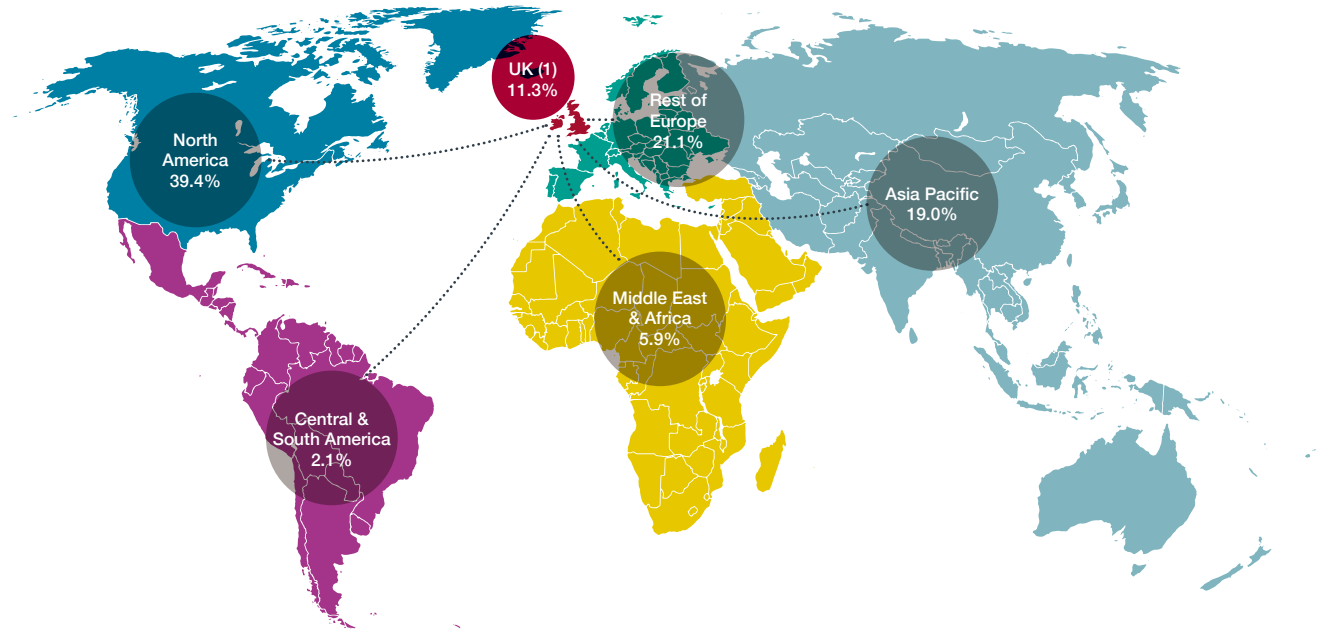 UK (1)
11.3%
Rest of
Europe
21.1%
North
America
39.4%
Asia Pacific
19.0%
Middle East
& Africa
5.9%
Central &
South America
2.1%